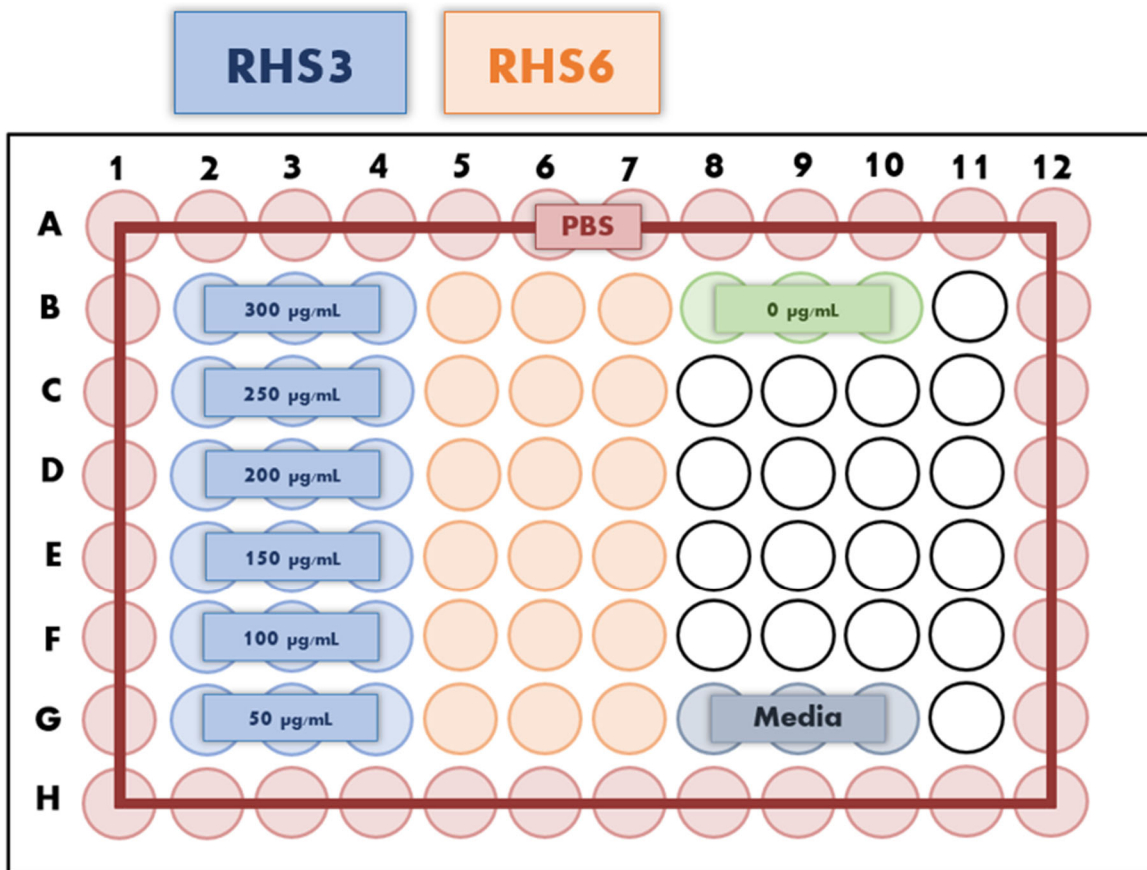 RHS3 RHS6
1 2 3 4 5 6 7 8 9 10 11 12
A PBS
B 300 µg/mL 0 µg/mL
C 250 µg/mL
D 200 µg/mL
E 150 µg/mL
F 100 µg/mL
G 50 µg/mL Media
H